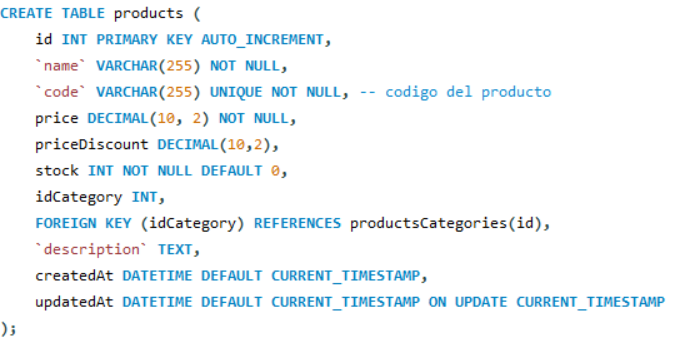 CREATE TABLE products (
    id INT PRIMARY KEY AUTO_INCREMENT,
    `name` VARCHAR(255) NOT NULL,
    `code` VARCHAR(255) UNIQUE NOT NULL, -- codigo del producto
    price DECIMAL(10, 2) NOT NULL,
    priceDiscount DECIMAL(10,2),
    stock INT NOT NULL DEFAULT 0,
    idCategory INT,
    FOREIGN KEY (idCategory) REFERENCES productsCategories(id),
    `description` TEXT,
    createdAt DATETIME DEFAULT CURRENT_TIMESTAMP,
    updatedAt DATETIME DEFAULT CURRENT_TIMESTAMP ON UPDATE CURRENT_TIMESTAMP
);